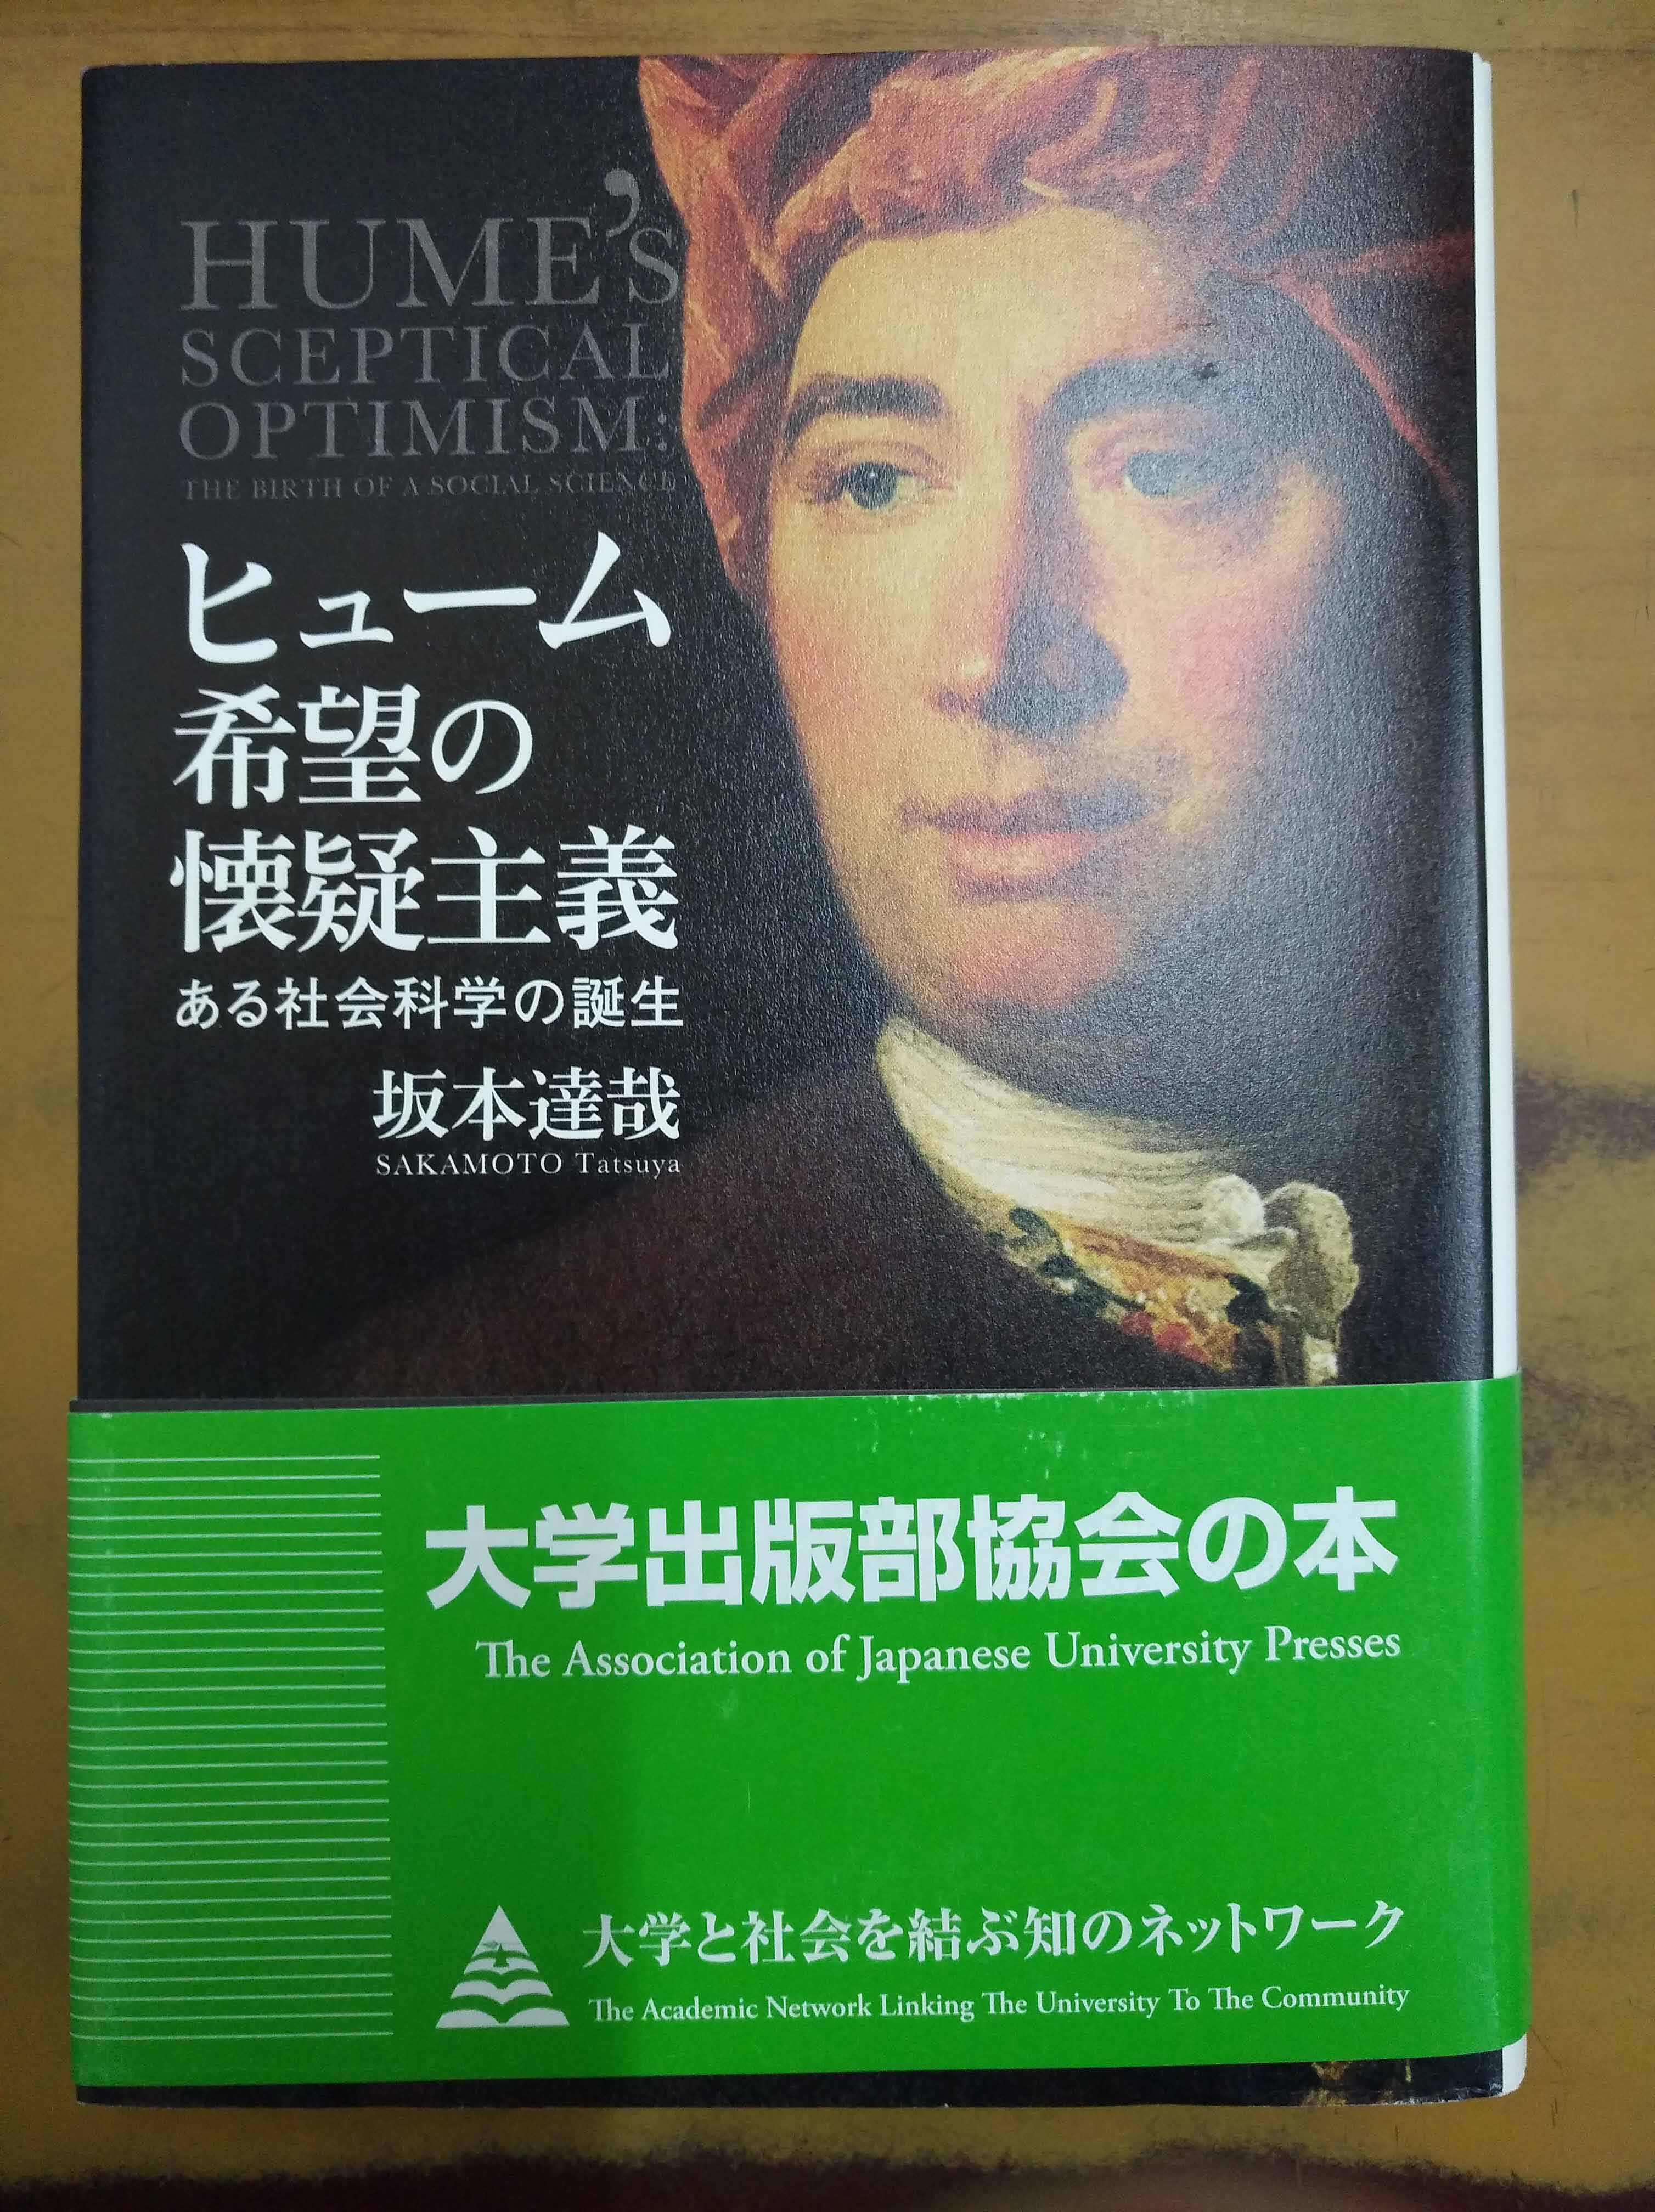 HUME'S
SCEPTICAL
OPTIMISM:
THE BIRTH OF A SOCIAL SCIENCE
ヒューム
希望の
懐疑主義
ある社会科学の誕生
坂本達哉
SAKAMOTO Tatsuya
大学出版部協会の本
The Association of Japanese University Presses
大学と社会を結ぶ知のネットワーク
The Academic Network Linking The University To The Community